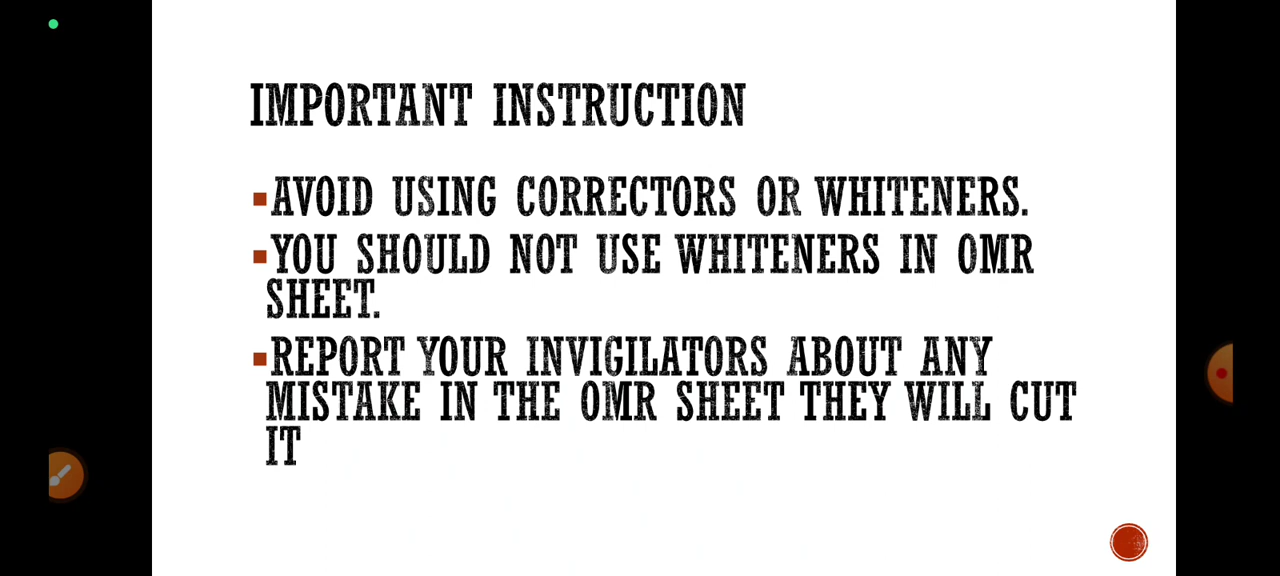 IMPORTANT INSTRUCTION
AVOID USING CORRECTORS OR WHITENERS.
YOU SHOULD NOT USE WHITENERS IN OMR
SHEET.
REPORT YOUR INVIGILATORS ABOUT ANY
MISTAKE IN THE OMR SHEET THEY WILL CUT
IT